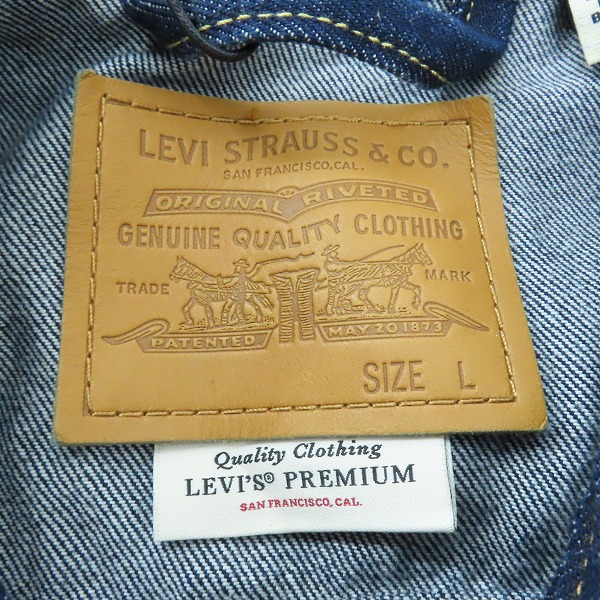 LEVI STRAUSS & CO.
SAN FRANCISCO, CAL.
ORIGINAL RIVETED
GENUINE QUALITY CLOTHING
TRADE MARK
PATENTED MAY 20 1873
SIZE L
Quality Clothing
LEVI'S® PREMIUM
SAN FRANCISCO, CAL.